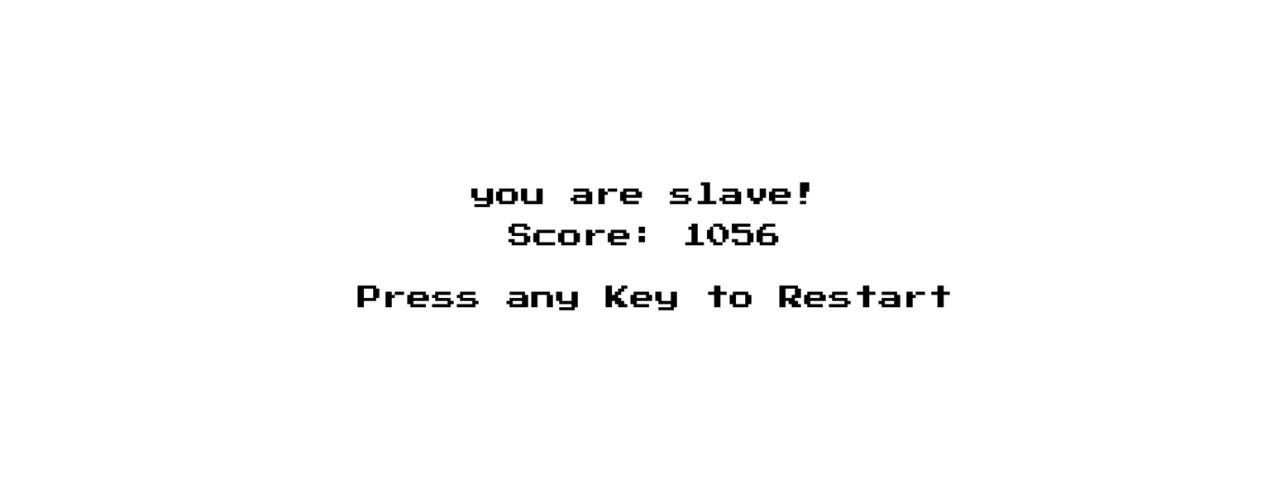 you are slave!
Score: 1056
Press any Key to Restart